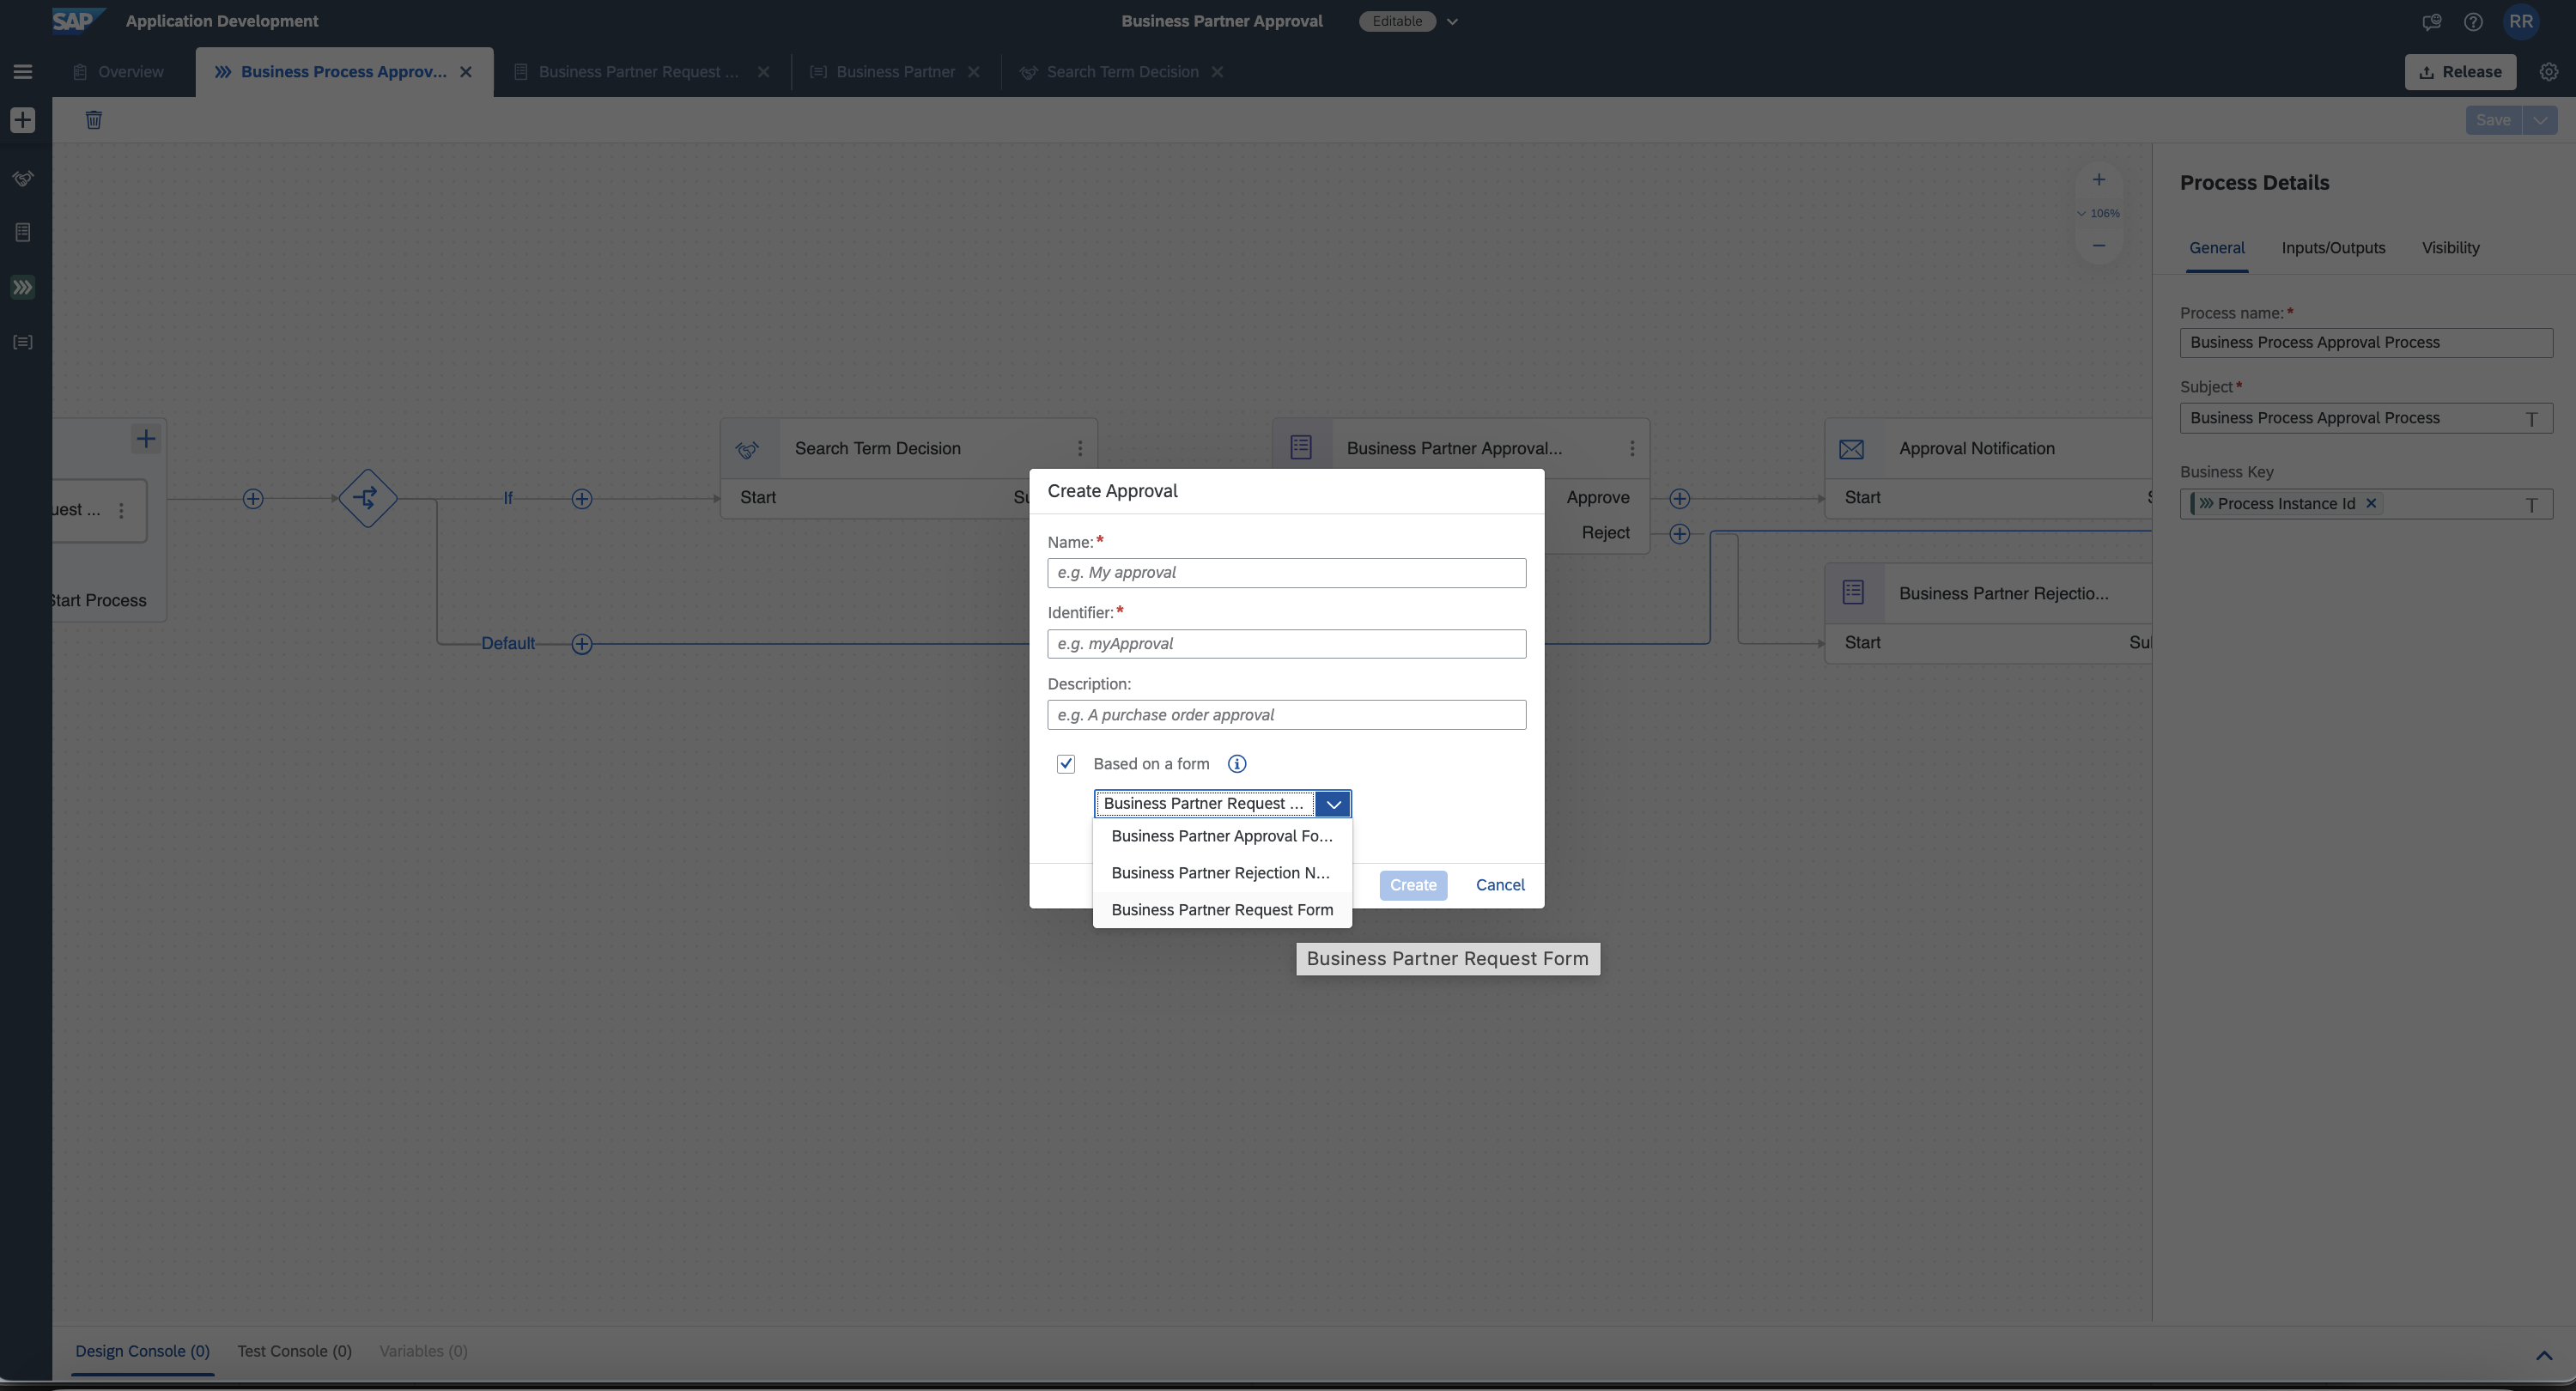 SAP
Application Development
Business Partner Approval
Editable
RR
Overview
Business Process Approv...
Business Partner Request ...
Business Partner
Search Term Decision
Release
Save
106%
Process Details
General
Inputs/Outputs
Visibility
Process name:*
Business Process Approval Process
Subject*
Business Process Approval Process
T
Business Key
Process Instance Id
T
uest ...
Start Process
If
Default
Search Term Decision
Start
Su
Business Partner Approval...
Approve
Reject
Approval Notification
Start
Business Partner Rejectio...
Start
Su
Create Approval
Name:*
e.g. My approval
Identifier:*
e.g. myApproval
Description:
e.g. A purchase order approval
Based on a form
Business Partner Request ...
Business Partner Approval Fo...
Business Partner Rejection N...
Business Partner Request Form
Create
Cancel
Business Partner Request Form
Design Console (0)
Test Console (0)
Variables (0)